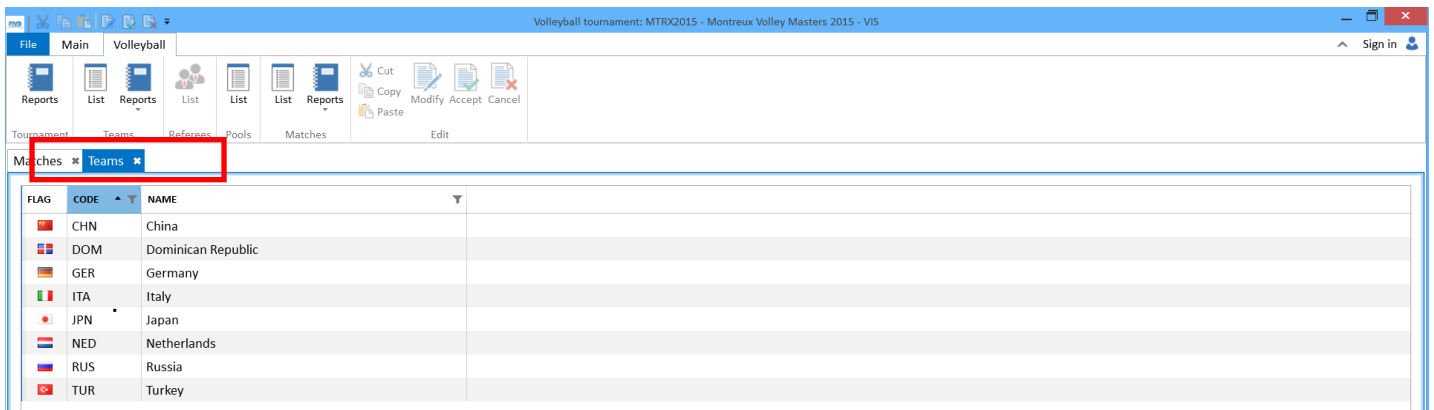 Volleyball tournament: MTRX2015 - Montreux Volley Masters 2015 - VIS
File Main Volleyball Sign in
Reports List Reports List List List Reports Cut Copy Paste Modify Accept Cancel
Tournament Teams Referees Pools Matches Edit
Matches Teams
FLAG CODE NAME
CHN China
DOM Dominican Republic
GER Germany
ITA Italy
JPN Japan
NED Netherlands
RUS Russia
TUR Turkey